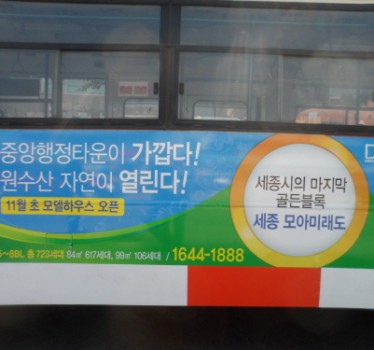 중앙행정타운이 가깝다!
원수산 자연이 열린다!
11월 초 모델하우스 오픈
세종시의 마지막
골든블록
세종 모아미래도
~8BL 총 723세대 84㎡ 617세대, 99㎡ 106세대 / 1644-1888